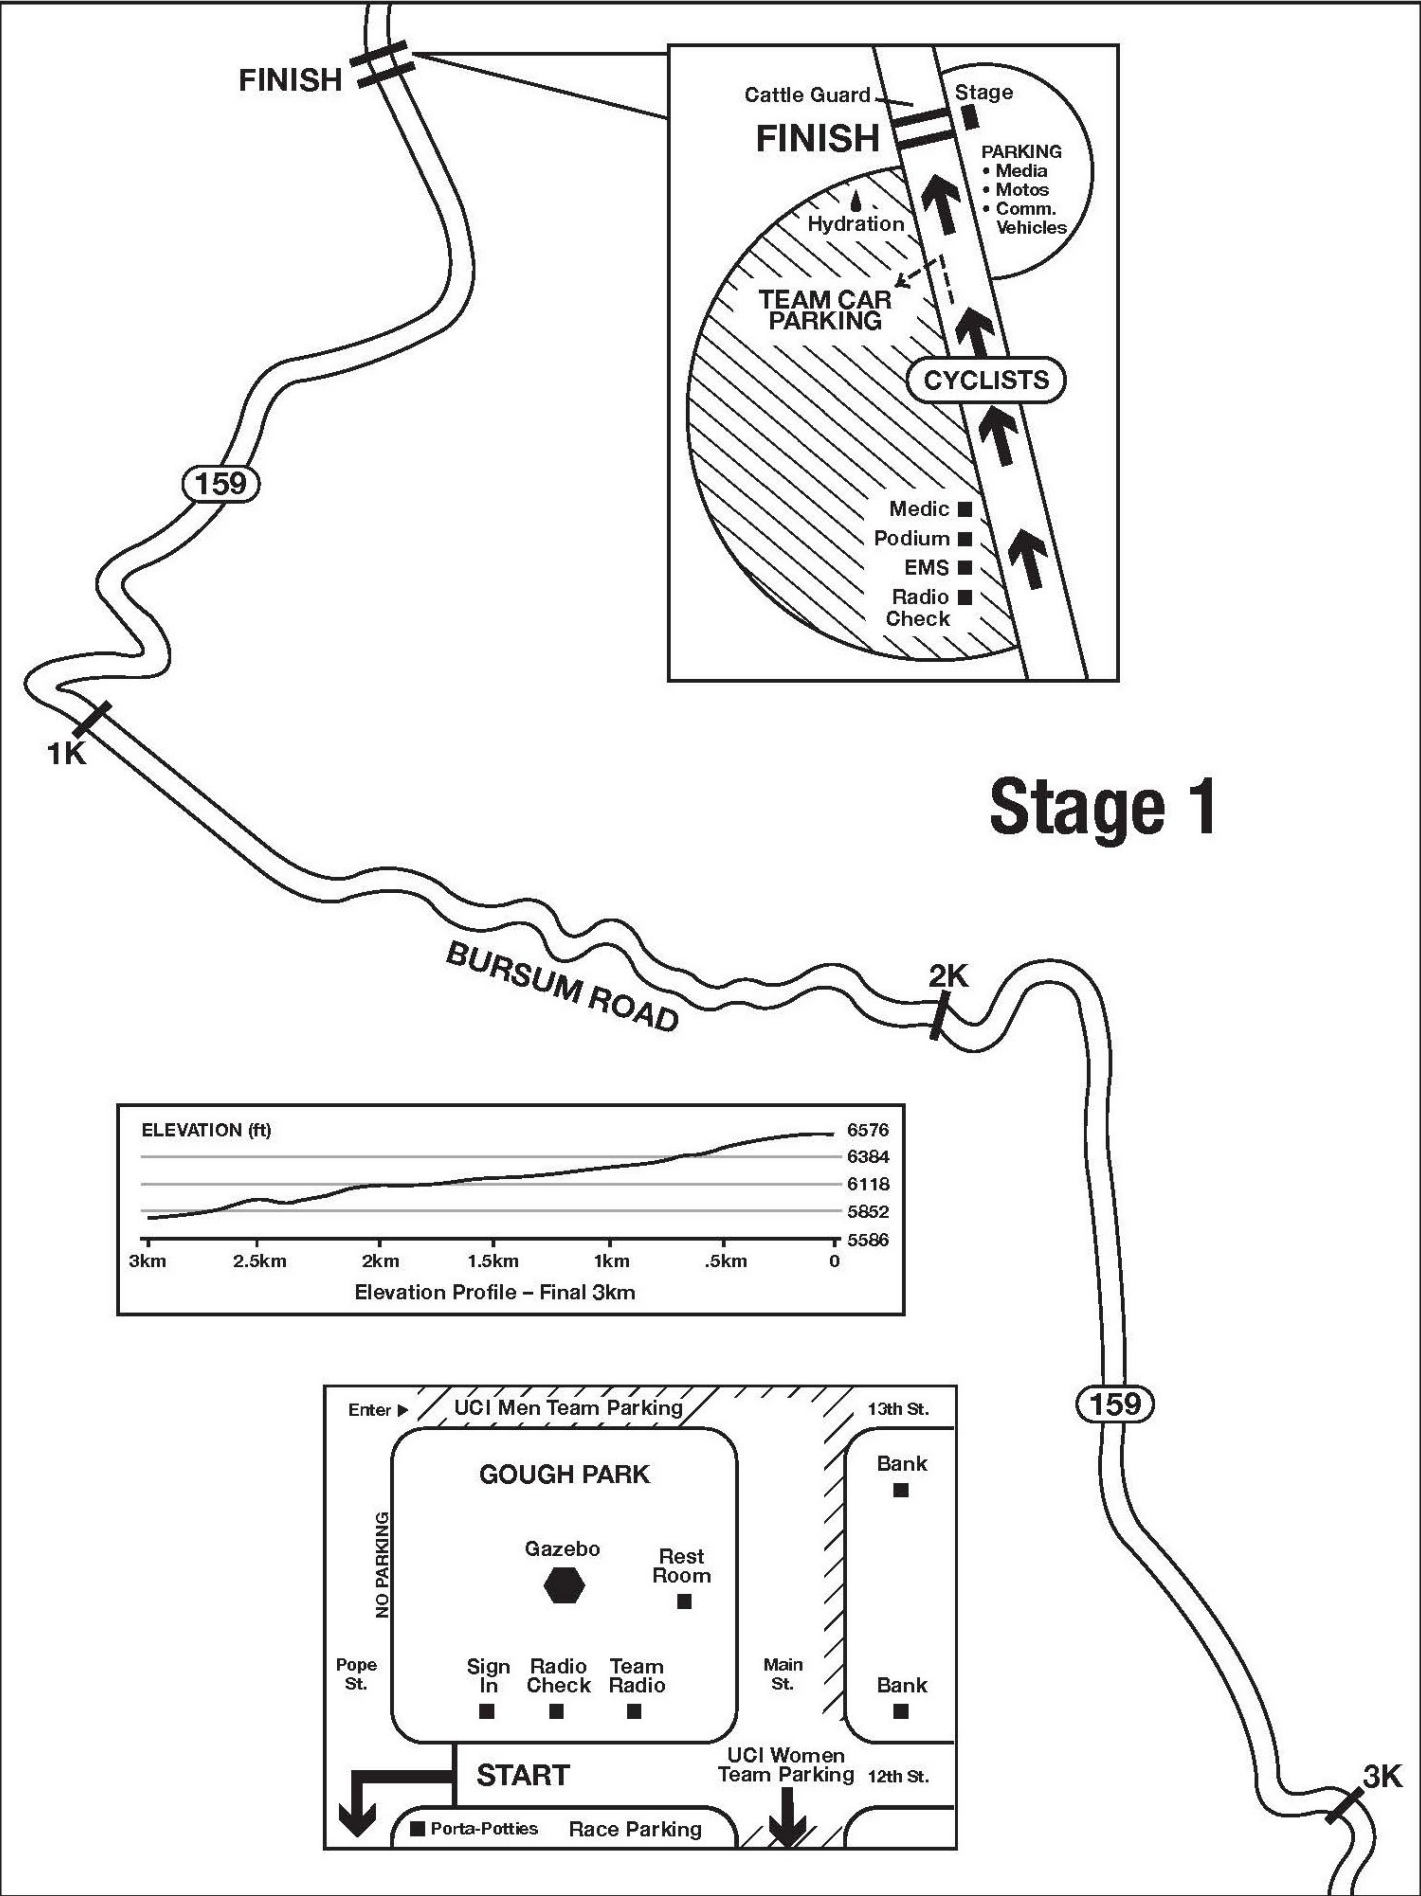 FINISH
Cattle Guard
Stage
FINISH
PARKING
• Media
• Motos
• Comm.
Vehicles
Hydration
TEAM CAR
PARKING
CYCLISTS
Medic
Podium
EMS
Radio
Check
159
1K
Stage 1
BURSUM ROAD
2K
ELEVATION (ft)
6576
6384
6118
5852
5586
3km 2.5km 2km 1.5km 1km .5km 0
Elevation Profile – Final 3km
159
Enter
UCI Men Team Parking
13th St.
GOUGH PARK
Bank
NO PARKING
Gazebo
Rest
Room
Pope
St.
Sign
In
Radio
Check
Team
Radio
Main
St.
Bank
START
UCI Women
Team Parking
12th St.
Porta-Potties
Race Parking
3K